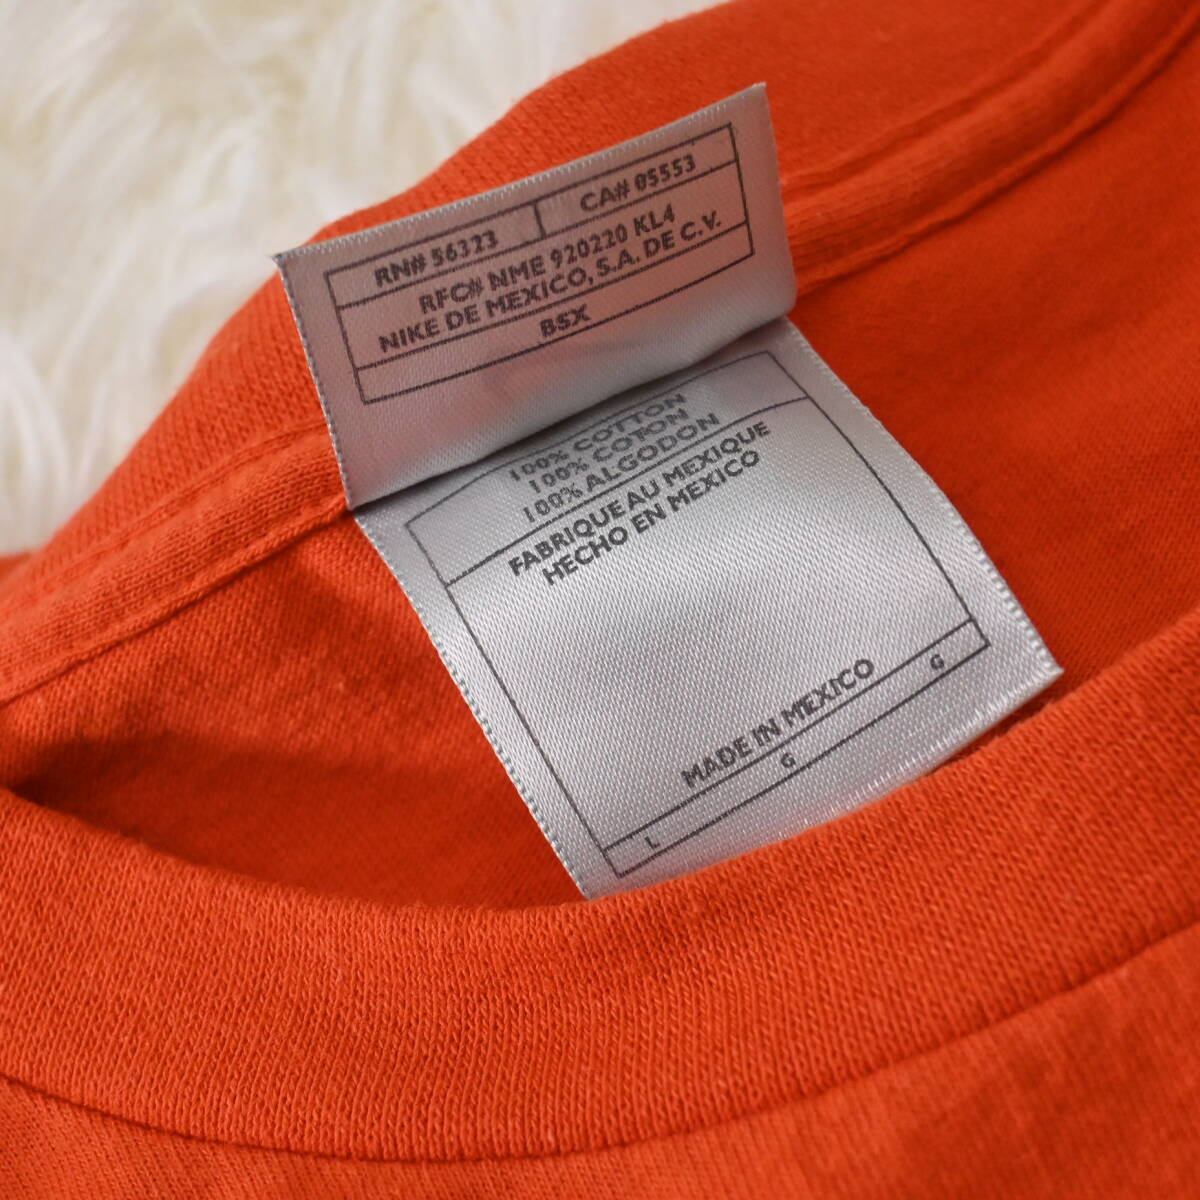 RN# 56323 CA# 05553
RFC# NME 920220 KL4
NIKE DE MEXICO, S.A. DE C.V.
B5X
100% COTTON
100% COTON
100% ALGODON
FABRIQUE AU MEXIQUE
HECHO EN MEXICO
MADE IN MEXICO
L G G